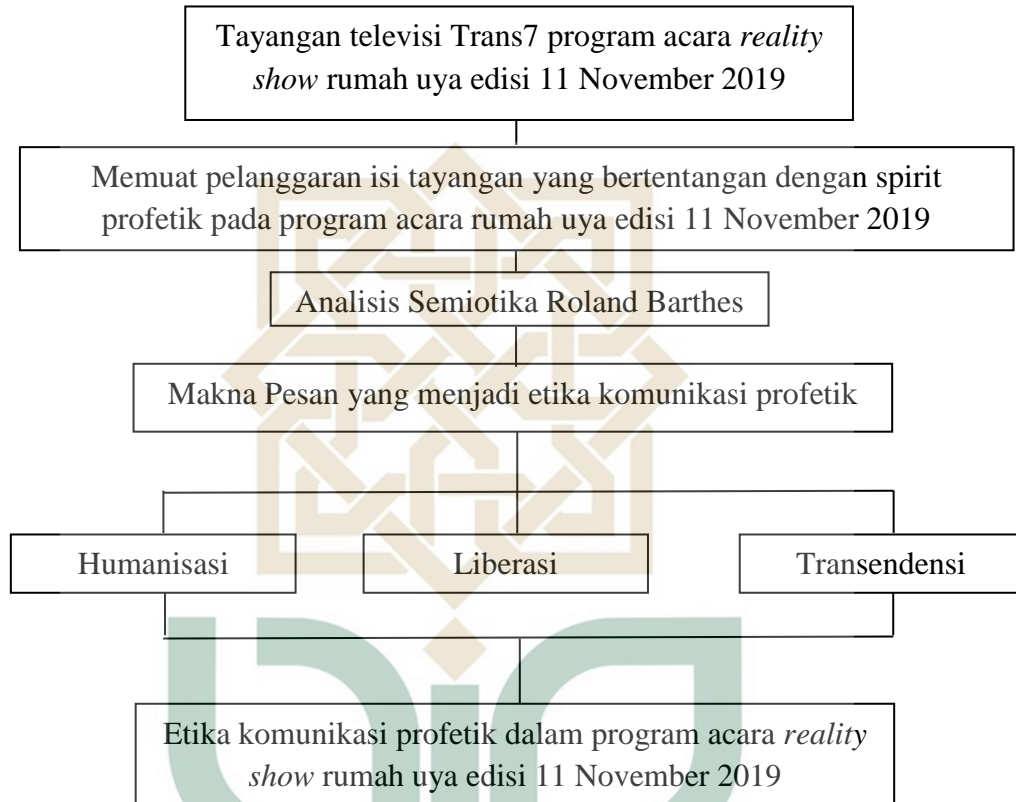 Tayangan televisi Trans7 program acara reality
show rumah uya edisi 11 November 2019
Memuat pelanggaran isi tayangan yang bertentangan dengan spirit
profetik pada program acara rumah uya edisi 11 November 2019
Analisis Semiotika Roland Barthes
Makna Pesan yang menjadi etika komunikasi profetik
Humanisasi
Liberasi
Transendensi
Etika komunikasi profetik dalam program acara reality
show rumah uya edisi 11 November 2019